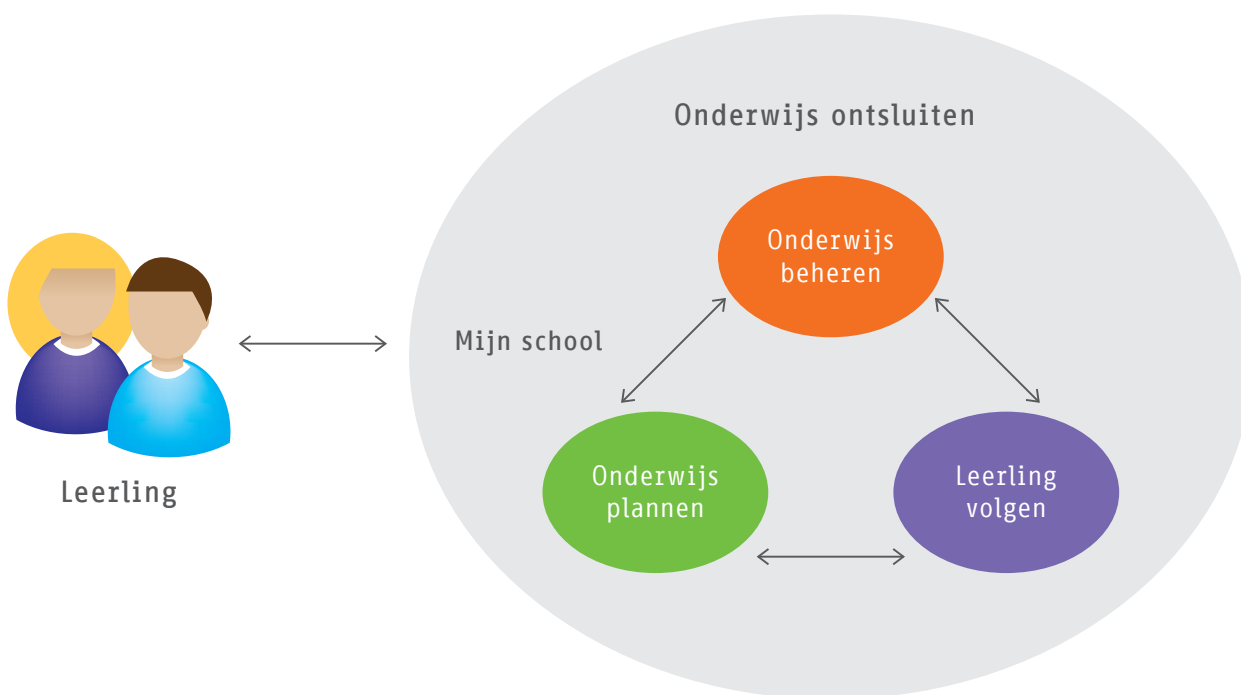 Onderwijs ontsluiten
Onderwijs
beheren
Mijn school
Leerling
Onderwijs
plannen
Leerling
volgen